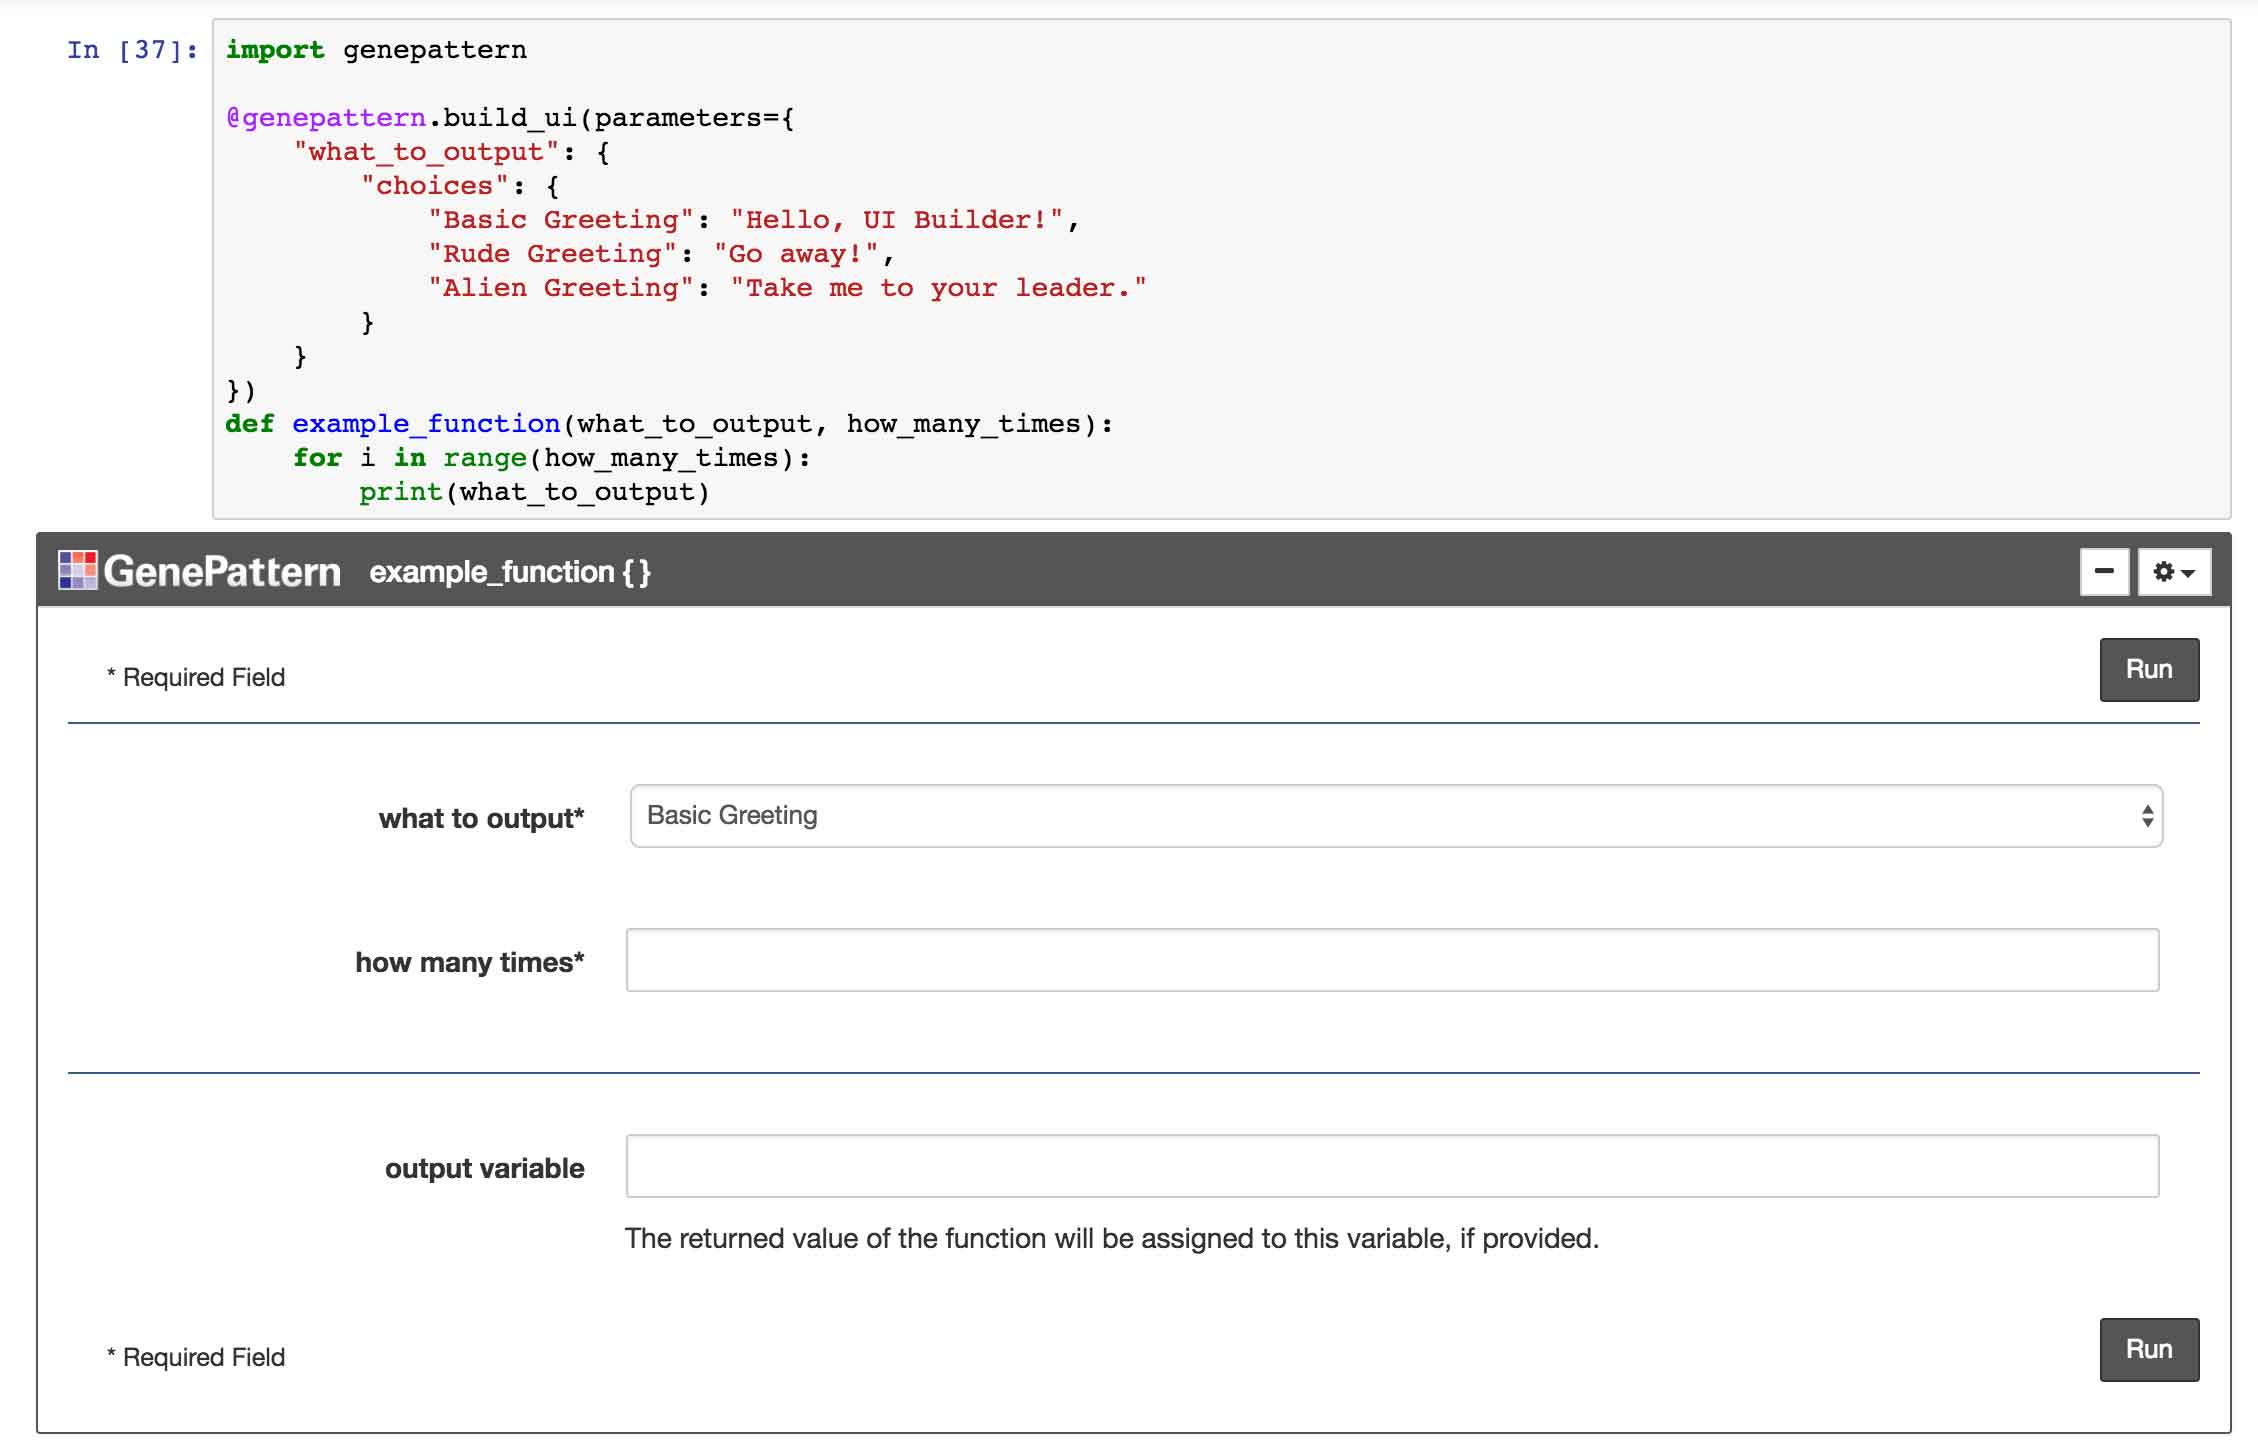 In [37]: import genepattern
@genepattern.build_ui(parameters={
    "what_to_output": {
        "choices": {
            "Basic Greeting": "Hello, UI Builder!",
            "Rude Greeting": "Go away!",
            "Alien Greeting": "Take me to your leader."
        }
    }
})
def example_function(what_to_output, how_many_times):
    for i in range(how_many_times):
        print(what_to_output)
GenePattern example_function {}
* Required Field Run
what to output* Basic Greeting
how many times*
output variable
The returned value of the function will be assigned to this variable, if provided.
* Required Field Run